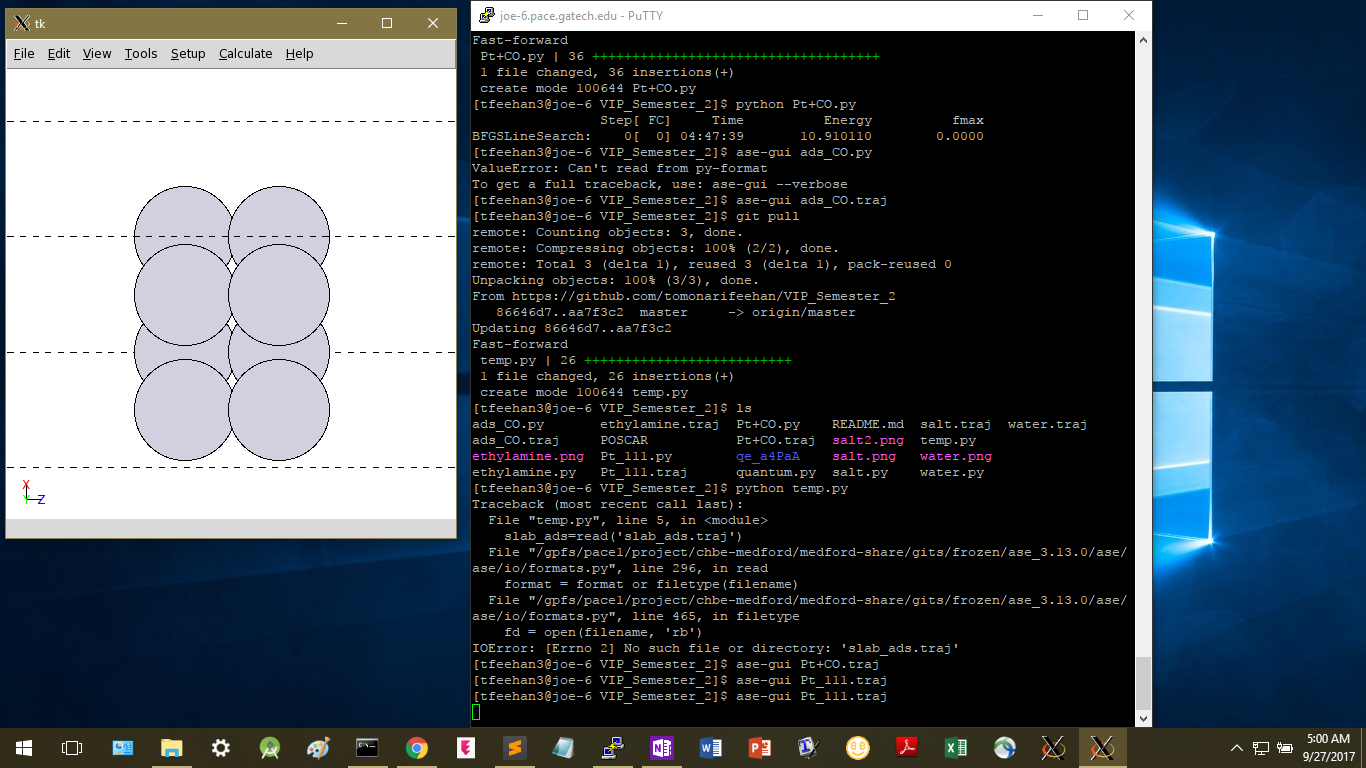 tk
File Edit View Tools Setup Calculate Help
X
Y
Z
joe-6.pace.gatech.edu - PuTTY
Fast-forward
 Pt+CO.py | 36 ++++++++++++++++++++++++++++++++++++
 1 file changed, 36 insertions(+)
 create mode 100644 Pt+CO.py
[tfeehan3@joe-6 VIP_Semester_2]$ python Pt+CO.py
                Step[ FC]     Time          Energy          fmax
BFGSLineSearch:    0[  0] 04:47:39       10.910110        0.0000
[tfeehan3@joe-6 VIP_Semester_2]$ ase-gui ads_CO.py
ValueError: Can't read from py-format
To get a full traceback, use: ase-gui --verbose
[tfeehan3@joe-6 VIP_Semester_2]$ ase-gui ads_CO.traj
[tfeehan3@joe-6 VIP_Semester_2]$ git pull
remote: Counting objects: 3, done.
remote: Compressing objects: 100% (2/2), done.
remote: Total 3 (delta 1), reused 3 (delta 1), pack-reused 0
Unpacking objects: 100% (3/3), done.
From https://github.com/tomonarifeehan/VIP_Semester_2
   86646d7..aa7f3c2  master     -> origin/master
Updating 86646d7..aa7f3c2
Fast-forward
 temp.py | 26 ++++++++++++++++++++++++++
 1 file changed, 26 insertions(+)
 create mode 100644 temp.py
[tfeehan3@joe-6 VIP_Semester_2]$ ls
ads_CO.py       ethylamine.traj  Pt+CO.py    README.md  salt.traj  water.traj
ads_CO.traj     POSCAR           Pt+CO.traj  salt2.png  temp.py
ethylamine.png  Pt_111.py        qe_a4PaA    salt.png   water.png
ethylamine.py   Pt_111.traj      quantum.py  salt.py    water.py
[tfeehan3@joe-6 VIP_Semester_2]$ python temp.py
Traceback (most recent call last):
  File "temp.py", line 5, in <module>
    slab_ads=read('slab_ads.traj')
  File "/gpfs/pace1/project/chbe-medford/medford-share/gits/frozen/ase_3.13.0/ase/
ase/io/formats.py", line 296, in read
    format = format or filetype(filename)
  File "/gpfs/pace1/project/chbe-medford/medford-share/gits/frozen/ase_3.13.0/ase/
ase/io/formats.py", line 465, in filetype
    fd = open(filename, 'rb')
IOError: [Errno 2] No such file or directory: 'slab_ads.traj'
[tfeehan3@joe-6 VIP_Semester_2]$ ase-gui Pt+CO.traj
[tfeehan3@joe-6 VIP_Semester_2]$ ase-gui Pt_111.traj
[tfeehan3@joe-6 VIP_Semester_2]$ ase-gui Pt_111.traj
5:00 AM
9/27/2017